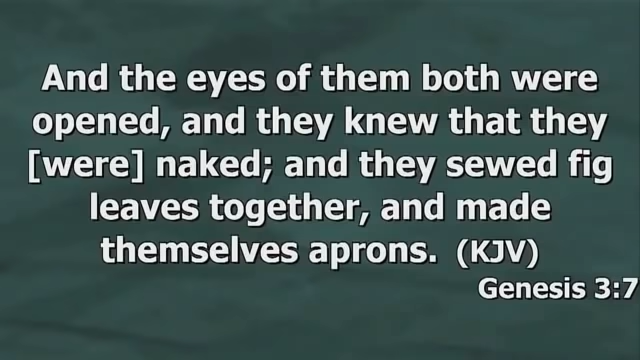 And the eyes of them both were
opened, and they knew that they
[were] naked; and they sewed fig
leaves together, and made
themselves aprons. (KJV)
Genesis 3:7